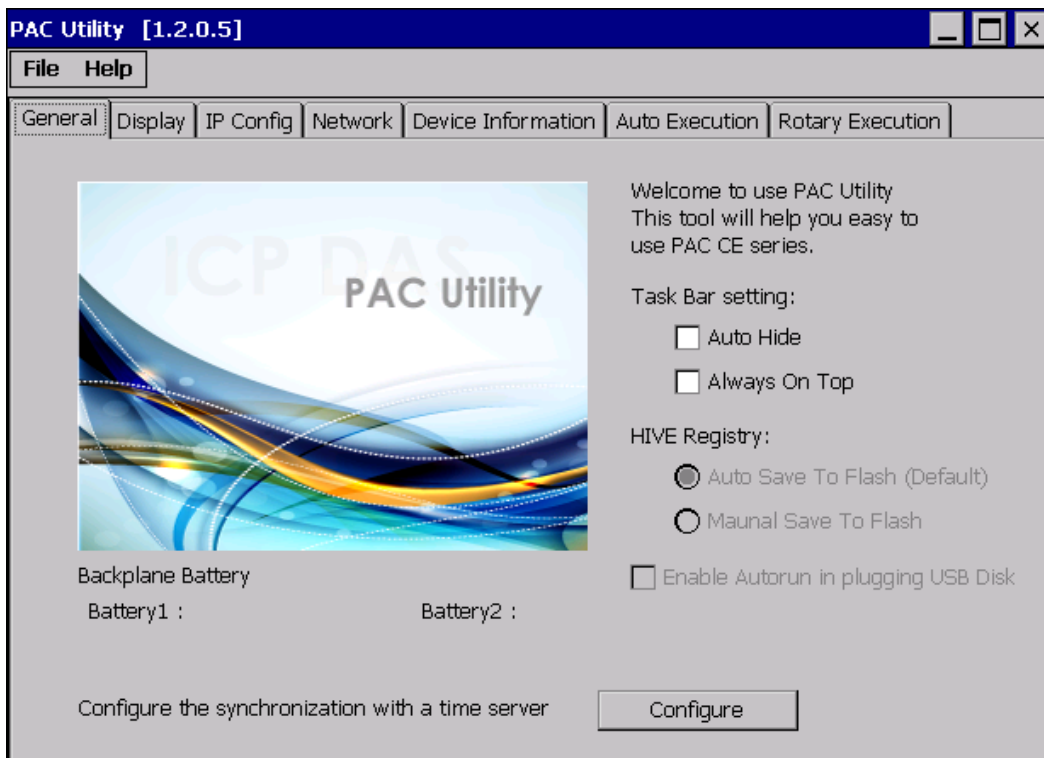 PAC Utility [1.2.0.5]
File Help
General Display IP Config Network Device Information Auto Execution Rotary Execution
ICP DAS
PAC Utility
Welcome to use PAC Utility
This tool will help you easy to
use PAC CE series.
Task Bar setting:
Auto Hide
Always On Top
HIVE Registry:
Auto Save To Flash (Default)
Maunal Save To Flash
Enable Autorun in plugging USB Disk
Backplane Battery
Battery1 : Battery2 :
Configure the synchronization with a time server Configure